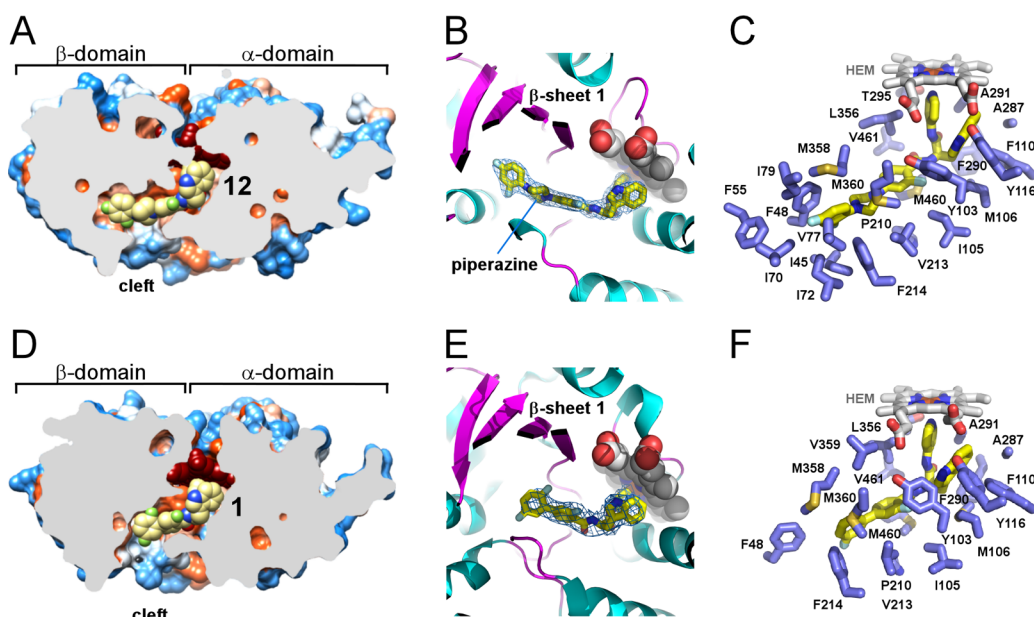 A
β-domain
α-domain
12
cleft
B
β-sheet 1
piperazine
C
HEM
A291
T295
A287
L356
V461
F110
M358
F290
Y116
I79
M360
M460
F55
Y103
M106
F48
P210
V77
I105
I45
V213
I70
F214
I72
D
β-domain
α-domain
1
cleft
E
β-sheet 1
F
HEM
A291
L356
A287
V359
M358
V461
F110
F290
M360
Y116
M460
Y103
F48
M106
P210
I105
F214
V213